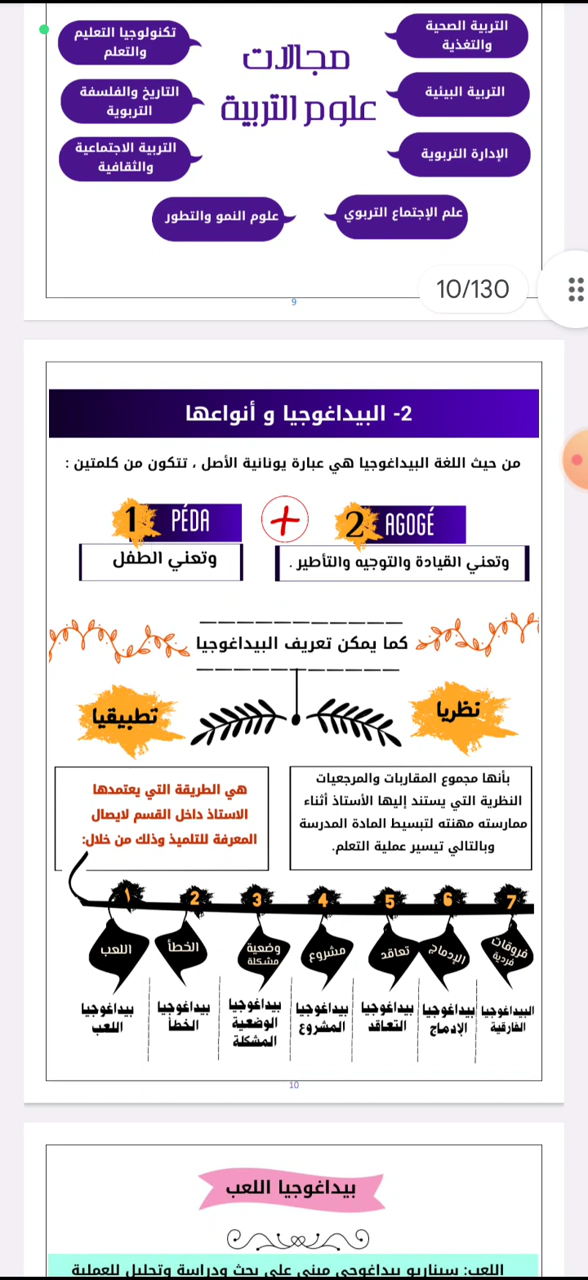 التربية الصحية
والتغذية
تكنولوجيا التعليم
والتعلم
مجالات
علوم التربية
التربية البيئية
التاريخ والفلسفة
التربوية
الإدارة التربوية
التربية الاجتماعية
والثقافية
علم الإجتماع التربوي
علوم النمو والتطور
10/130
9
2- البيداغوجيا و أنواعها
من حيث اللغة البيداغوجيا هي عبارة يونانية الأصل ، تتكون من كلمتين :
1 PÉDA
+
2 AGOGÉ
وتعني الطفل
وتعني القيادة والتوجيه والتأطير .
كما يمكن تعريف البيداغوجيا
نظريا
تطبيقيا
بأنها مجموع المقاربات والمرجعيات
النظرية التي يستند إليها الأستاذ أثناء
ممارسته مهنته لتبسيط المادة المدرسة
وبالتالي تيسير عملية التعلم.
هي الطريقة التي يعتمدها
الاستاذ داخل القسم لايصال
المعرفة للتلميذ وذلك من خلال:
١ 2 3 4 5 6 7
اللعب
الخطأ
وضعية
مشكلة
مشروع
تعاقد
الإدماج
فروقات
فردية
بيداغوجيا
اللعب
بيداغوجيا
الخطأ
بيداغوجيا
الوضعية
المشكلة
بيداغوجيا
المشروع
بيداغوجيا
التعاقد
بيداغوجيا
الإدماج
البيداغوجيا
الفارقية
10
بيداغوجيا اللعب
اللعب: سيناريو بيداغوجي مبني على بحث ودراسة وتحليل للعملية